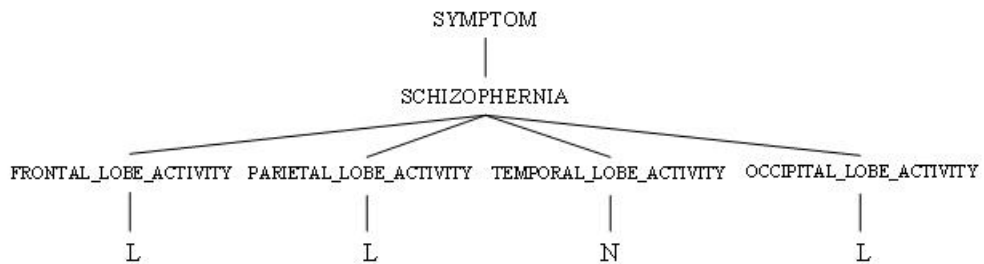 SYMPTOM
SCHIZOPHERNIA
FRONTAL_LOBE_ACTIVITY PARIETAL_LOBE_ACTIVITY TEMPORAL_LOBE_ACTIVITY OCCIPITAL_LOBE_ACTIVITY
L L N L